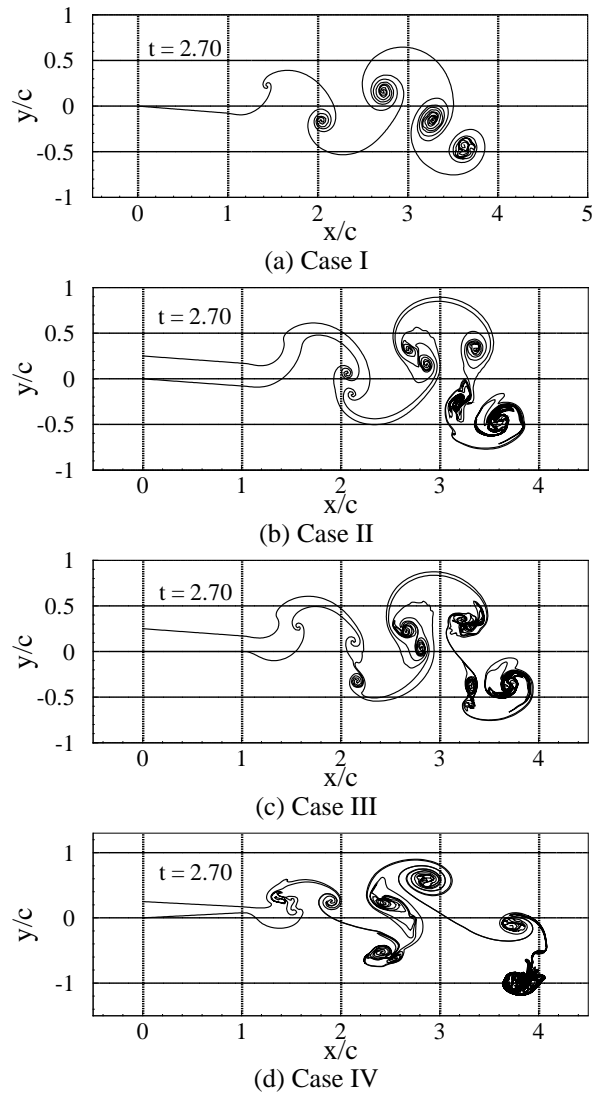 1
0.5
0
-0.5
-1
y/c
t = 2.70
0 1 2 3 4 5
x/c
(a) Case I
1
0.5
0
-0.5
-1
y/c
t = 2.70
0 1 2 3 4
x/c
(b) Case II
1
0.5
0
-0.5
-1
y/c
t = 2.70
0 1 2 3 4
x/c
(c) Case III
1
0
-1
y/c
t = 2.70
0 1 2 3 4
x/c
(d) Case IV